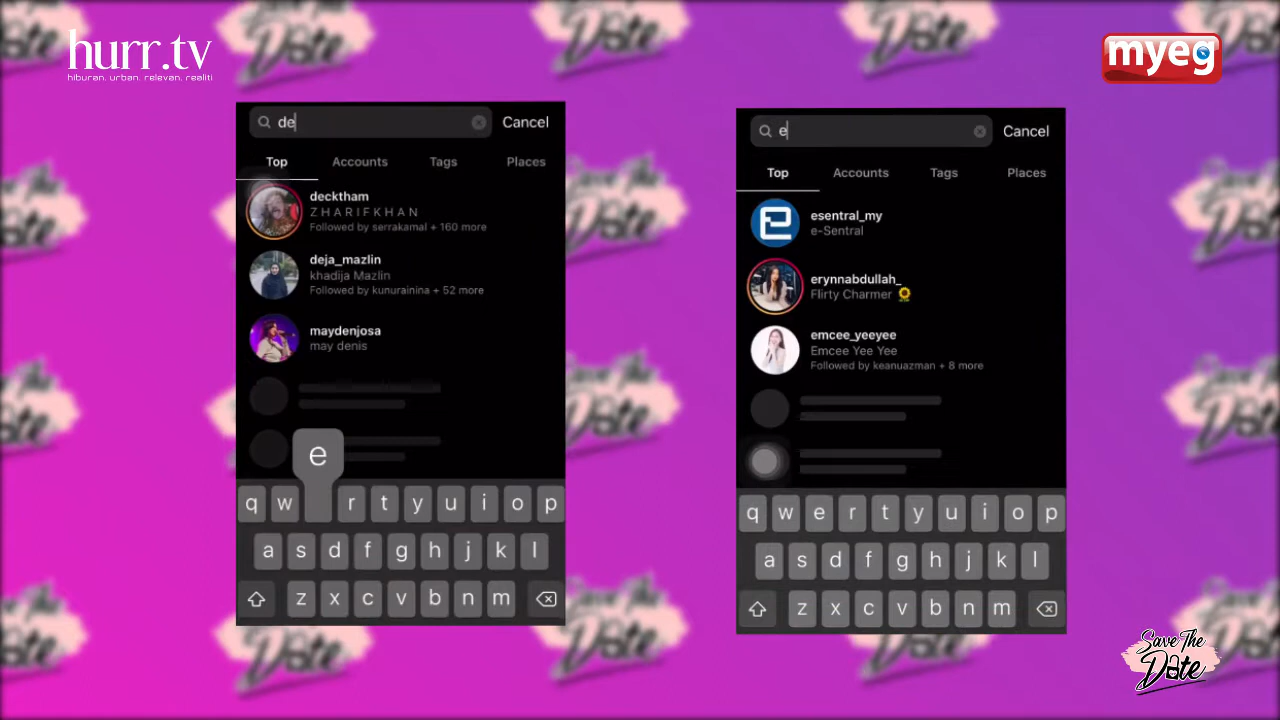 hurr.tv
hiburan. urban. relevan. realiti
myeg
de
Cancel
Top Accounts Tags Places
decktham
Z H A R I F K H A N
Followed by serrakamal + 160 more
deja_mazlin
khadija Mazlin
Followed by kunurainina + 52 more
maydenjosa
may denis
e
q w r t y u i o p
a s d f g h j k l
z x c v b n m
e
Cancel
Top Accounts Tags Places
esentral_my
e-Sentral
erynnabdullah_
Flirty Charmer 🌻
emcee_yeeyee
Emcee Yee Yee
Followed by keanuazman + 8 more
q w e r t y u i o p
a s d f g h j k l
z x c v b n m
Save The
Date